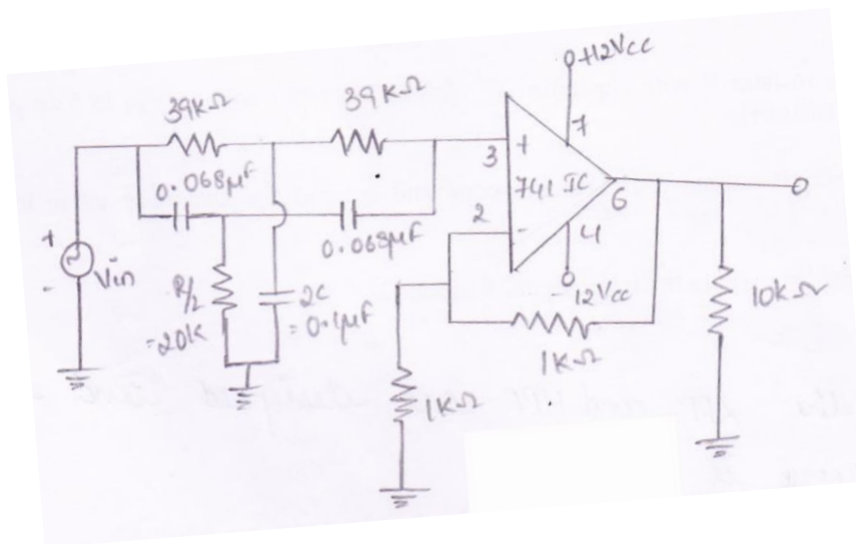 +12Vcc
39KΩ
39KΩ
7
3
+
0.068μf
741 IC
6
2
-
4
0.068μf
+
Vin
-
R/2
=20K
2C
=0.1μf
-12Vcc
10KΩ
1KΩ
1KΩ